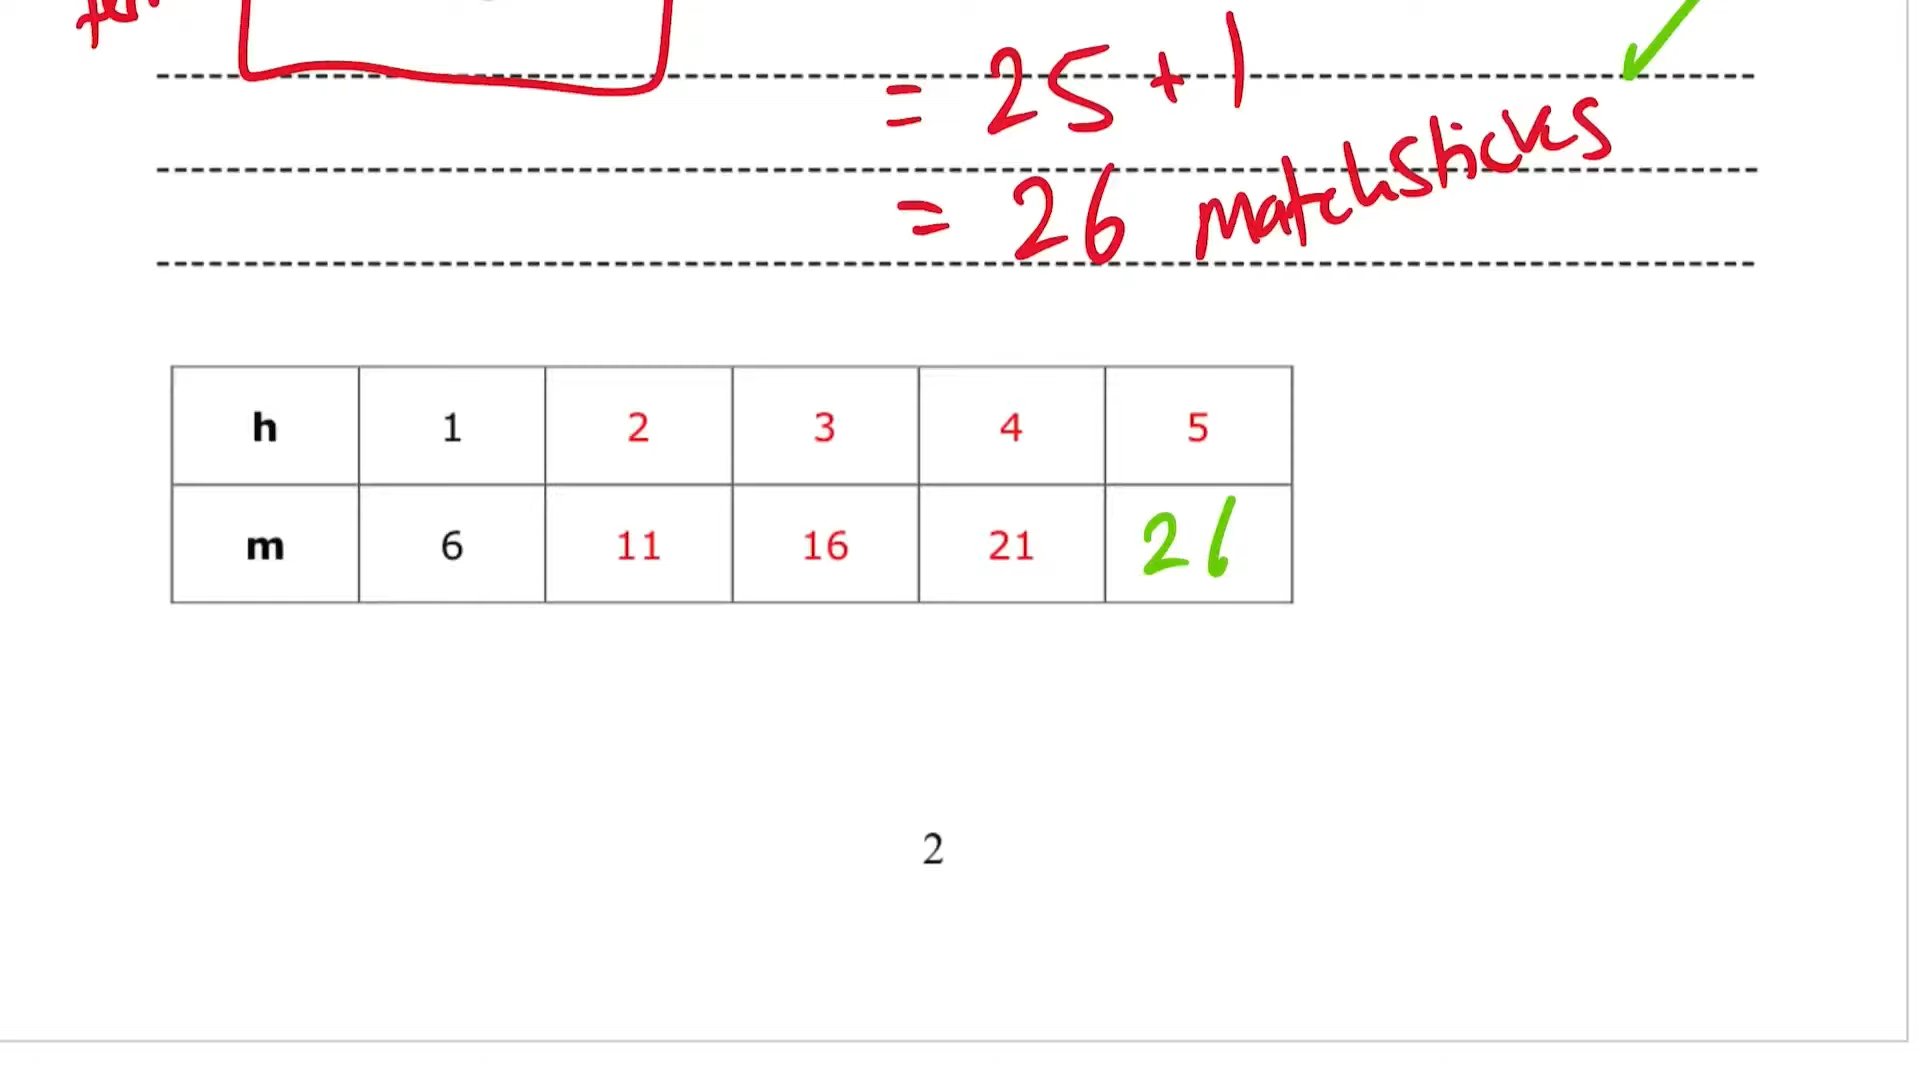 = 25 + 1
= 26 matchsticks
h 1 2 3 4 5
m 6 11 16 21 26
2